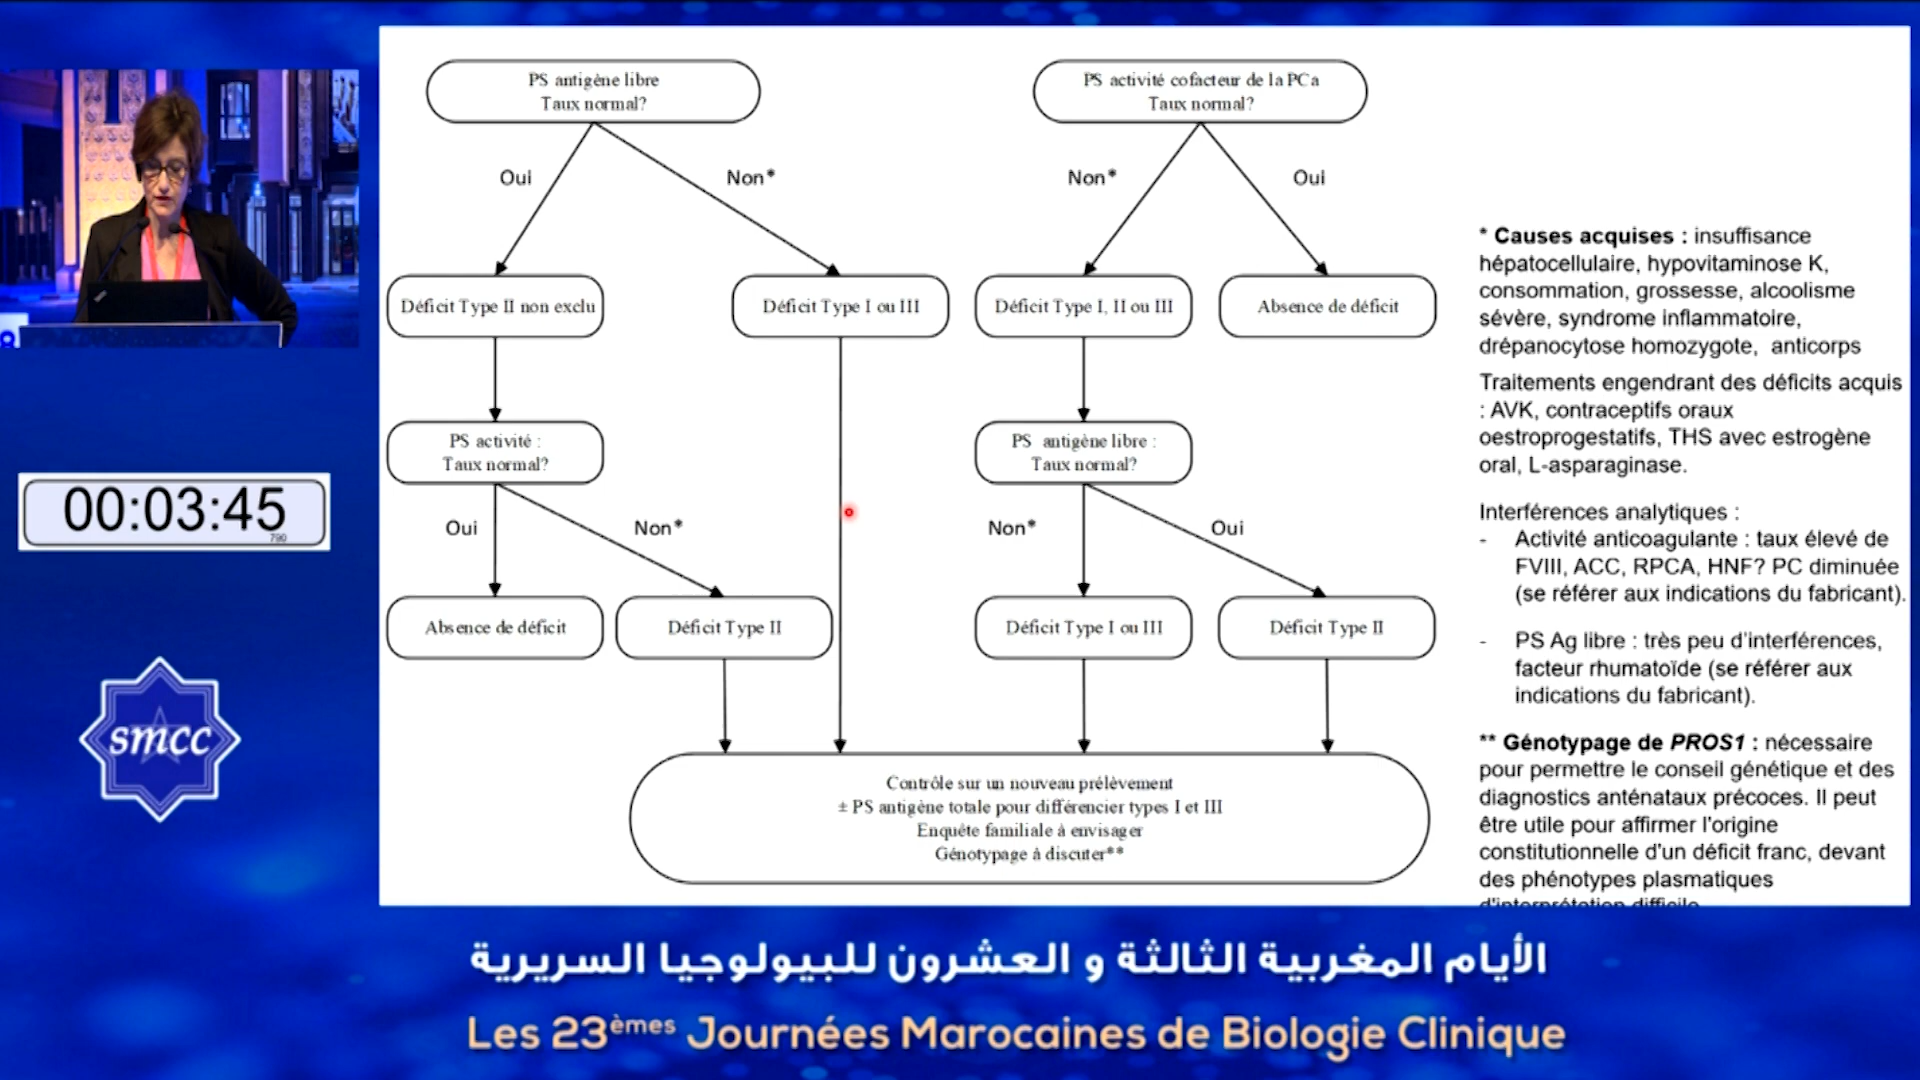 PS antigène libre
Taux normal?
Oui
Non*
Déficit Type II non exclu
Déficit Type I ou III
PS activité :
Taux normal?
Oui
Non*
Absence de déficit
Déficit Type II
PS activité cofacteur de la PCa
Taux normal?
Non*
Oui
Déficit Type I, II ou III
Absence de déficit
PS antigène libre :
Taux normal?
Non*
Oui
Déficit Type I ou III
Déficit Type II
Contrôle sur un nouveau prélèvement
± PS antigène totale pour différencier types I et III
Enquête familiale à envisager
Génotypage à discuter**
* Causes acquises : insuffisance
hépatocellulaire, hypovitaminose K,
consommation, grossesse, alcoolisme
sévère, syndrome inflammatoire,
drépanocytose homozygote, anticorps
Traitements engendrant des déficits acquis
: AVK, contraceptifs oraux
oestroprogestatifs, THS avec estrogène
oral, L-asparaginase.
Interférences analytiques :
- Activité anticoagulante : taux élevé de
FVIII, ACC, RPCA, HNF? PC diminuée
(se référer aux indications du fabricant).
- PS Ag libre : très peu d'interférences,
facteur rhumatoïde (se référer aux
indications du fabricant).
** Génotypage de PROS1 : nécessaire
pour permettre le conseil génétique et des
diagnostics anténataux précoces. Il peut
être utile pour affirmer l'origine
constitutionnelle d'un déficit franc, devant
des phénotypes plasmatiques
d'interprétation difficile
00:03:45
790
smcc
الأيام المغربية الثالثة و العشرون للبيولوجيا السريرية
Les 23èmes Journées Marocaines de Biologie Clinique